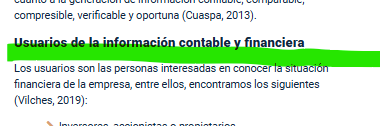 cuanto a la generación de información contable, comparable,
compresible, verificable y oportuna (Cuaspa, 2013).
Usuarios de la información contable y financiera
Los usuarios son las personas interesadas en conocer la situación
financiera de la empresa, entre ellos, encontramos los siguientes
(Vilches, 2019):
Inversores, accionistas o propietarios